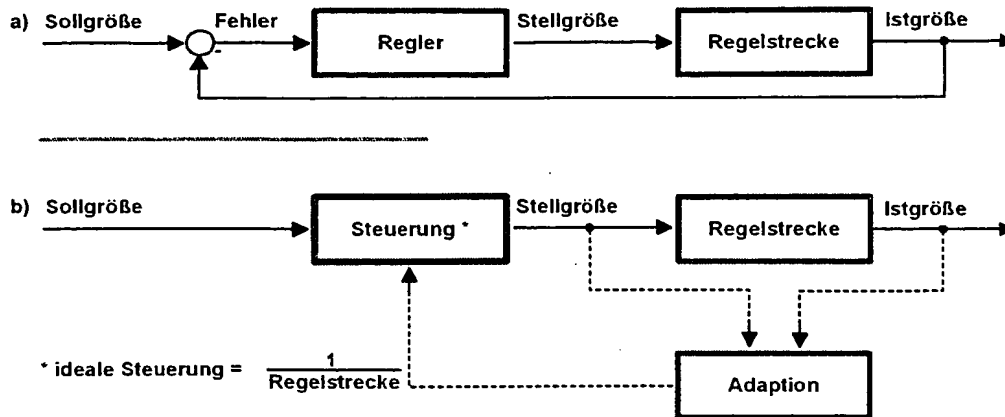 a) Sollgröße Fehler Stellgröße Istgröße
Regler Regelstrecke
-
b) Sollgröße Stellgröße Istgröße
Steuerung * Regelstrecke
* ideale Steuerung = 1
Regelstrecke
Adaption